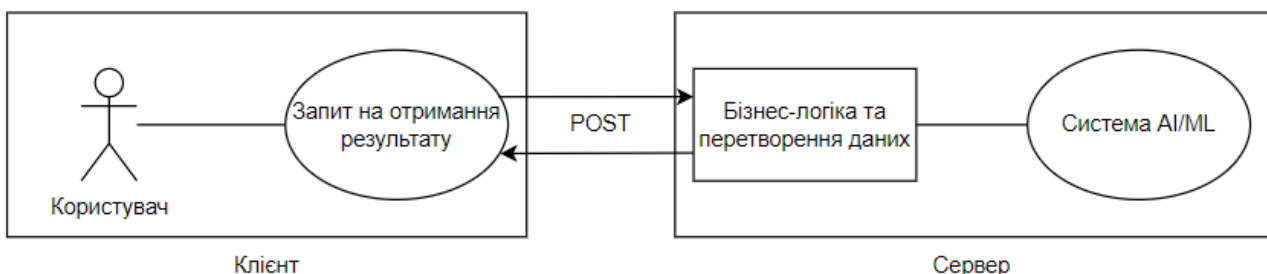 Користувач
Запит на отримання
результату
POST
Бізнес-логіка та
перетворення даних
Система AI/ML
Клієнт
Сервер